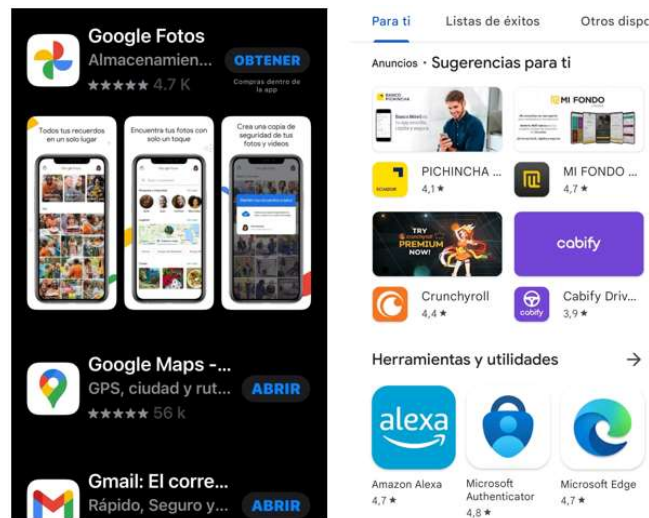 Google Fotos
Almacenamien...
OBTENER
4.7 K
Compras dentro de
la app
Todos tus recuerdos
en un solo lugar
Encuentra tus fotos con
solo un toque
Crea una copia de
seguridad de tus
fotos y videos
Google Maps -...
GPS, ciudad y rut...
ABRIR
56 k
Gmail: El corre...
Rápido, Seguro y...
ABRIR
Para ti
Listas de éxitos
Otros dispo
Anuncios · Sugerencias para ti
BANCO
PICHINCHA
MI FONDO
PICHINCHA ...
4,1 ★
MI FONDO ...
4,7 ★
TRY
crunchyroll
PREMIUM
NOW!
cabify
Crunchyroll
4,4 ★
cabify
Cabify Driv...
3,9 ★
Herramientas y utilidades
alexa
Amazon Alexa
4,7 ★
Microsoft
Authenticator
4,8 ★
Microsoft Edge
4,7 ★